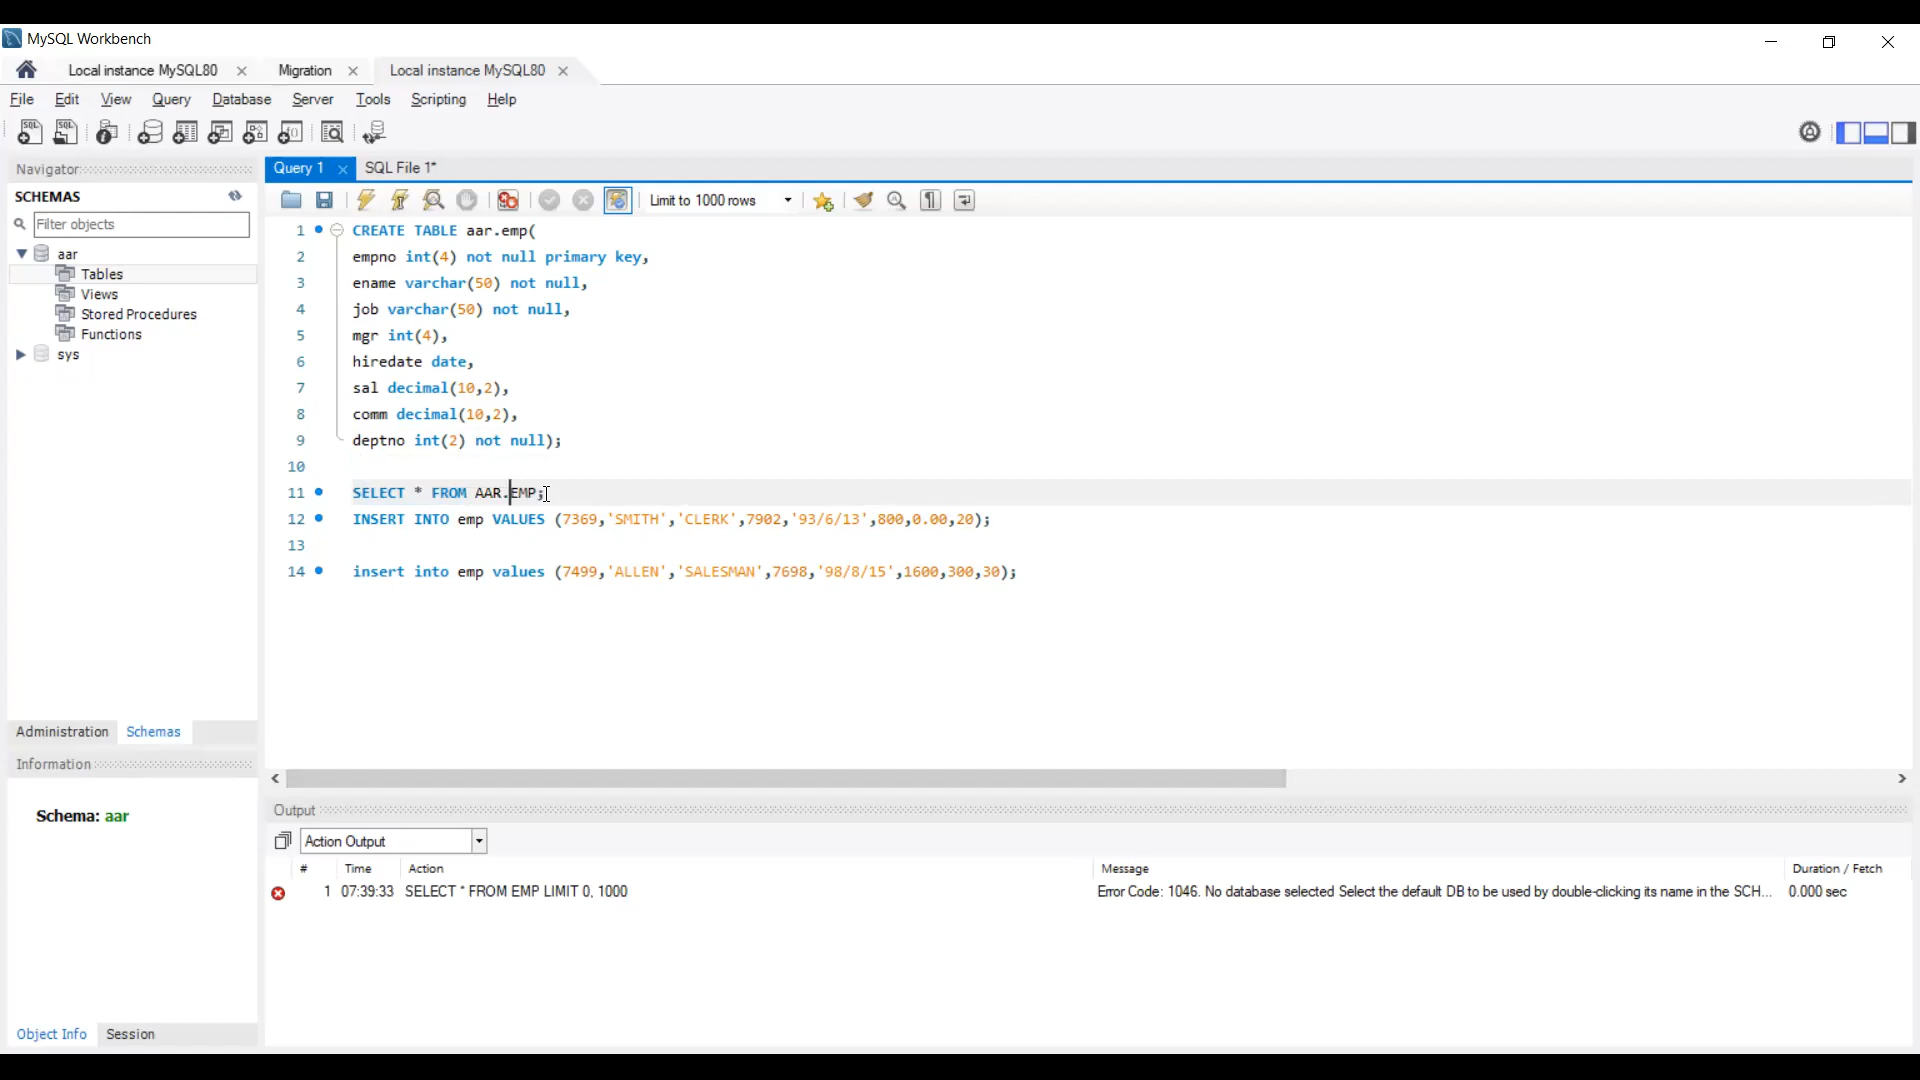 MySQL Workbench
Local instance MySQL80 Migration Local instance MySQL80
File Edit View Query Database Server Tools Scripting Help
Navigator
SCHEMAS
Filter objects
aar
Tables
Views
Stored Procedures
Functions
sys
Administration Schemas
Information
Schema: aar
Object Info Session
Query 1 SQL File 1*
Limit to 1000 rows
1 CREATE TABLE aar.emp(
2 empno int(4) not null primary key,
3 ename varchar(50) not null,
4 job varchar(50) not null,
5 mgr int(4),
6 hiredate date,
7 sal decimal(10,2),
8 comm decimal(10,2),
9 deptno int(2) not null);
10
11 SELECT * FROM AAR.EMP;
12 INSERT INTO emp VALUES (7369,'SMITH','CLERK',7902,'93/6/13',800,0.00,20);
13
14 insert into emp values (7499,'ALLEN','SALESMAN',7698,'98/8/15',1600,300,30);
Output
Action Output
# Time Action Message Duration / Fetch
1 07:39:33 SELECT * FROM EMP LIMIT 0, 1000 Error Code: 1046. No database selected Select the default DB to be used by double-clicking its name in the SCH... 0.000 sec